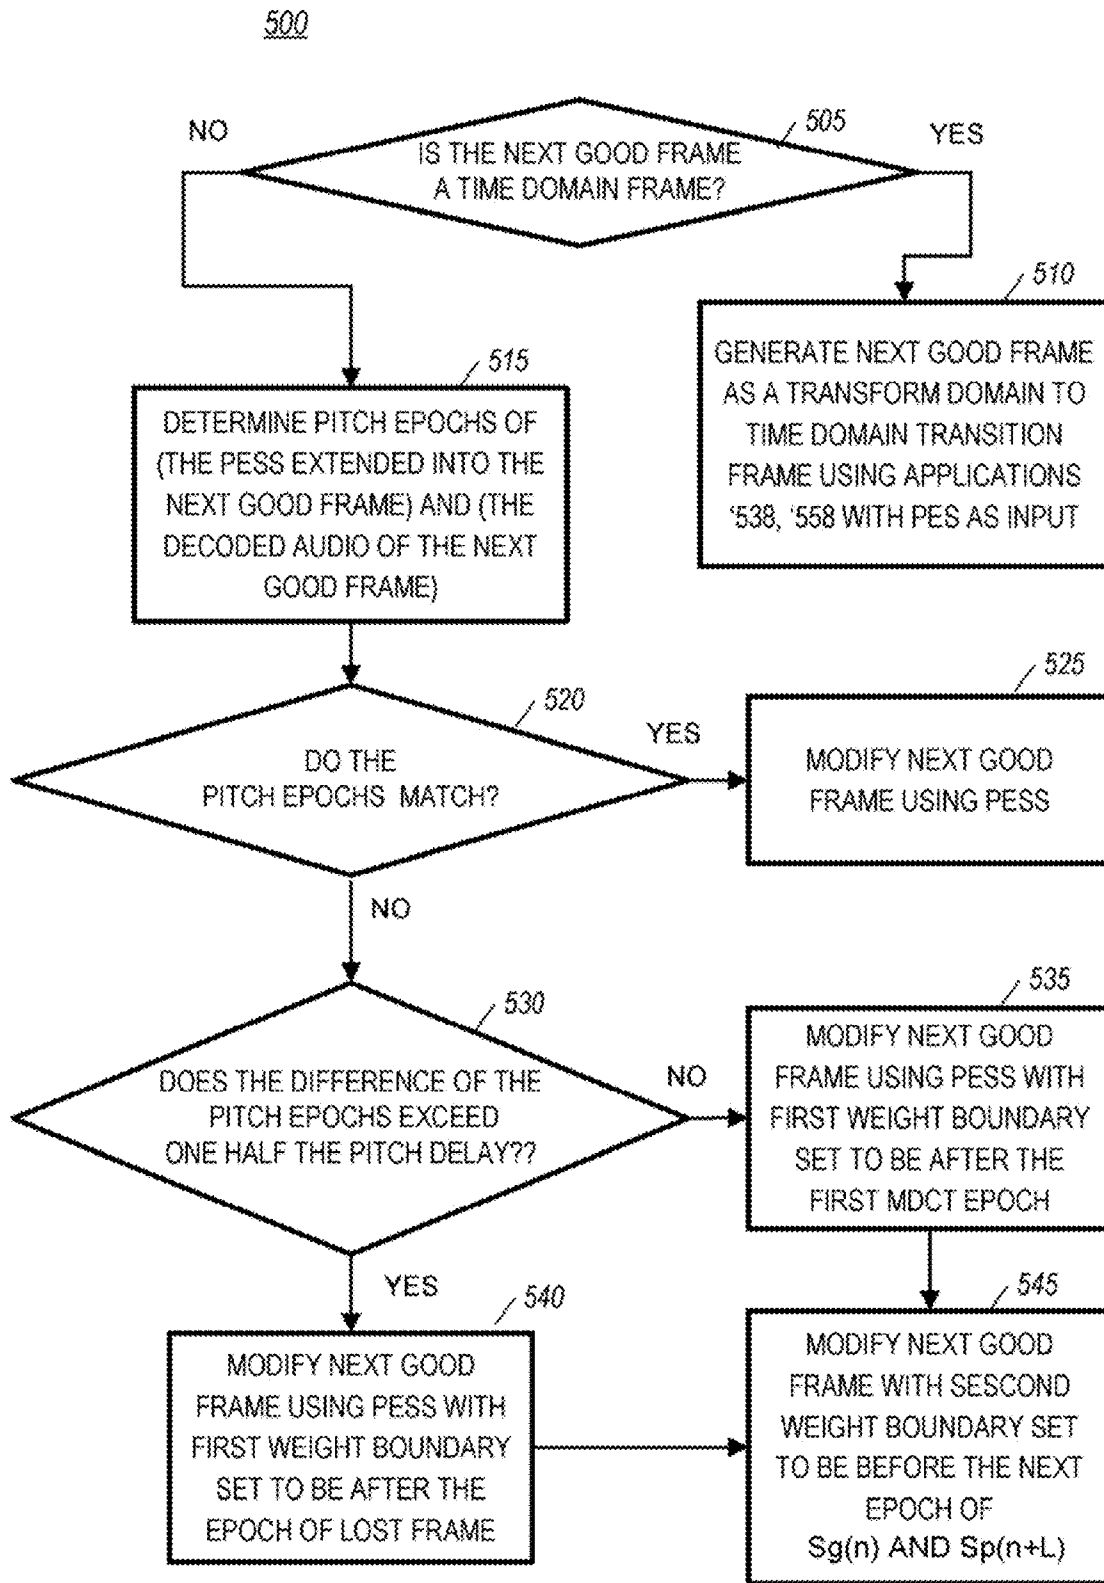 500
505
NO
YES
IS THE NEXT GOOD FRAME
A TIME DOMAIN FRAME?
510
GENERATE NEXT GOOD FRAME
AS A TRANSFORM DOMAIN TO
TIME DOMAIN TRANSITION
FRAME USING APPLICATIONS
‘538, ‘558 WITH PES AS INPUT
515
DETERMINE PITCH EPOCHS OF
(THE PESS EXTENDED INTO THE
NEXT GOOD FRAME) AND (THE
DECODED AUDIO OF THE NEXT
GOOD FRAME)
520
DO THE
PITCH EPOCHS MATCH?
YES
525
MODIFY NEXT GOOD
FRAME USING PESS
NO
530
DOES THE DIFFERENCE OF THE
PITCH EPOCHS EXCEED
ONE HALF THE PITCH DELAY??
NO
535
MODIFY NEXT GOOD
FRAME USING PESS WITH
FIRST WEIGHT BOUNDARY
SET TO BE AFTER THE
FIRST MDCT EPOCH
YES
540
MODIFY NEXT GOOD
FRAME USING PESS WITH
FIRST WEIGHT BOUNDARY
SET TO BE AFTER THE
EPOCH OF LOST FRAME
545
MODIFY NEXT GOOD
FRAME WITH SESCOND
WEIGHT BOUNDARY SET
TO BE BEFORE THE NEXT
EPOCH OF
Sg(n) AND Sp(n+L)